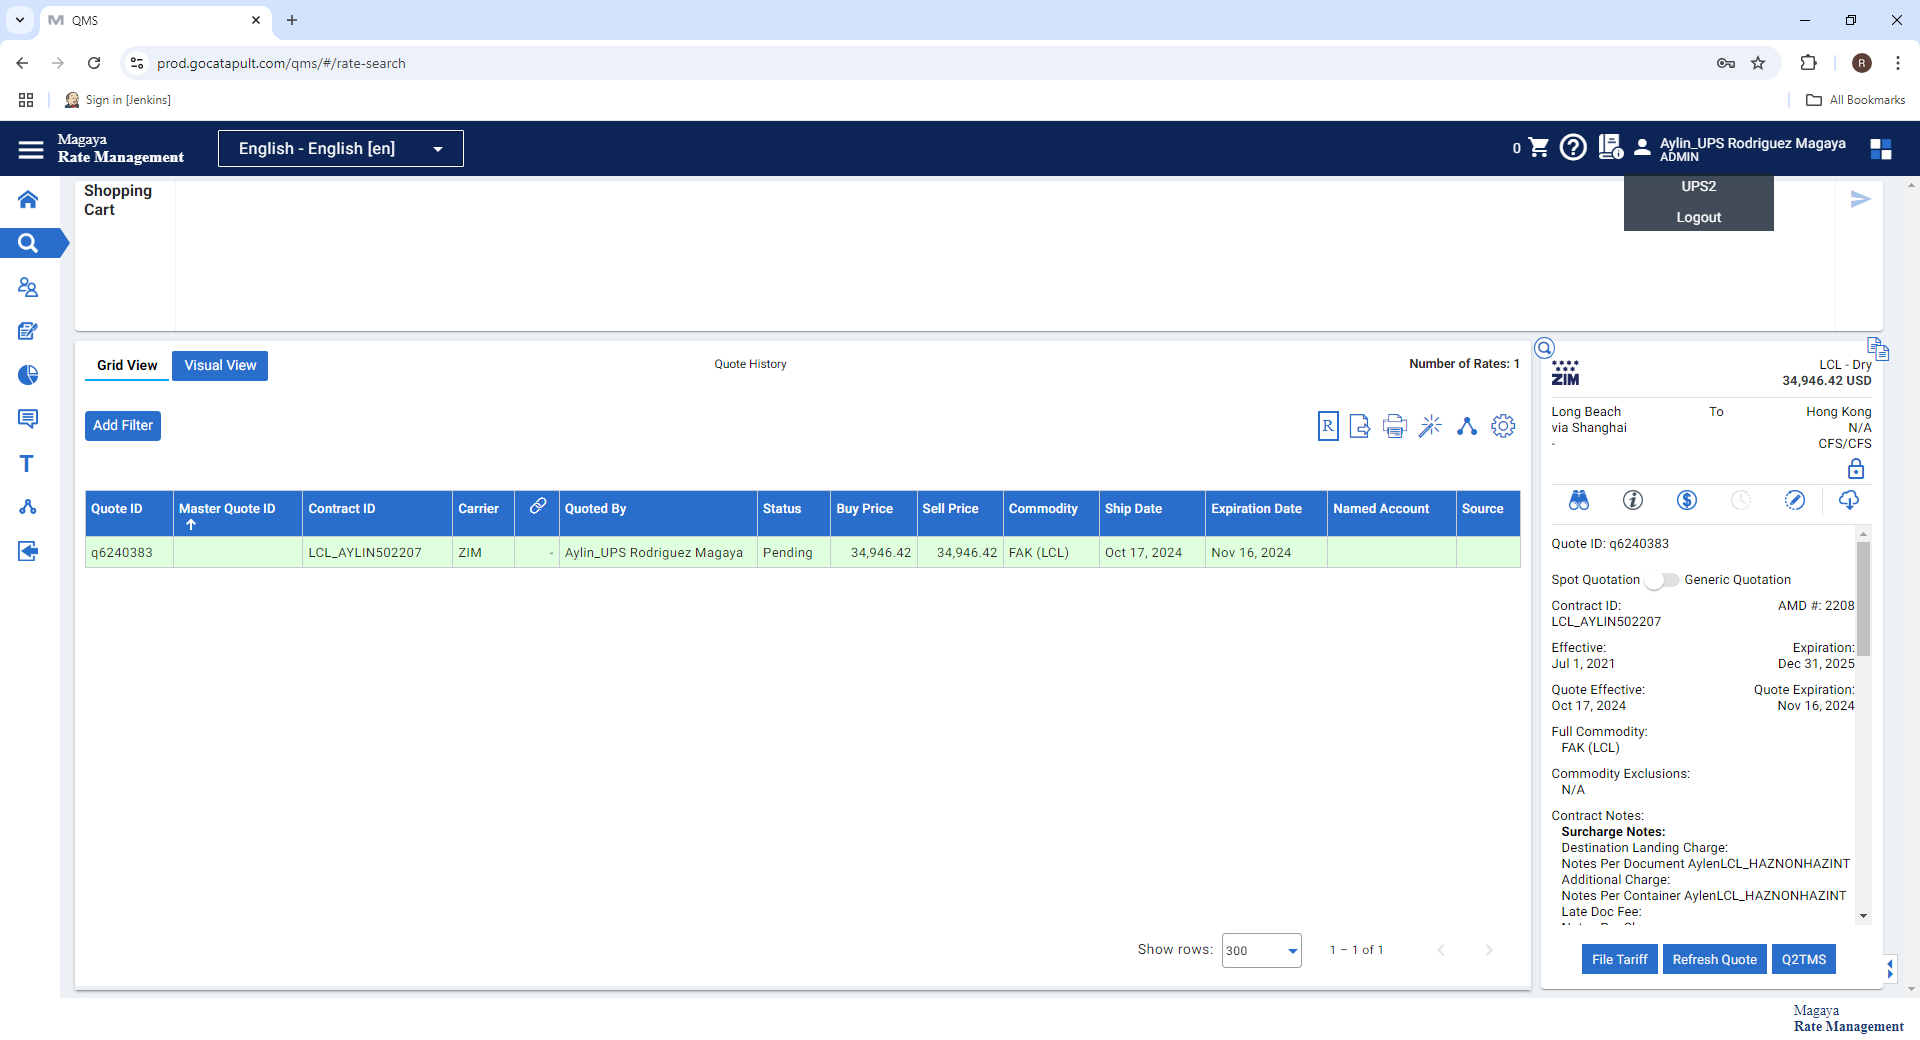 QMS
prod.gocatapult.com/qms/#/rate-search
R
Sign in [Jenkins]
All Bookmarks
Magaya
Rate Management
English - English [en]
0
Aylin_UPS Rodriguez Magaya
ADMIN
UPS2
Logout
Shopping
Cart
Grid View
Visual View
Quote History
Number of Rates: 1
Add Filter
R
Quote ID
Master Quote ID
Contract ID
Carrier
Quoted By
Status
Buy Price
Sell Price
Commodity
Ship Date
Expiration Date
Named Account
Source
q6240383
LCL_AYLIN502207
ZIM
-
Aylin_UPS Rodriguez Magaya
Pending
34,946.42
34,946.42
FAK (LCL)
Oct 17, 2024
Nov 16, 2024
Show rows:
300
1 – 1 of 1
ZIM
LCL - Dry
34,946.42 USD
Long Beach
To
Hong Kong
via Shanghai
N/A
-
CFS/CFS
Quote ID: q6240383
Spot Quotation
Generic Quotation
Contract ID:
AMD #: 2208
LCL_AYLIN502207
Effective:
Expiration:
Jul 1, 2021
Dec 31, 2025
Quote Effective:
Quote Expiration:
Oct 17, 2024
Nov 16, 2024
Full Commodity:
FAK (LCL)
Commodity Exclusions:
N/A
Contract Notes:
Surcharge Notes:
Destination Landing Charge:
Notes Per Document AylenLCL_HAZNONHAZINT
Additional Charge:
Notes Per Container AylenLCL_HAZNONHAZINT
Late Doc Fee:
File Tariff
Refresh Quote
Q2TMS
Magaya
Rate Management
T